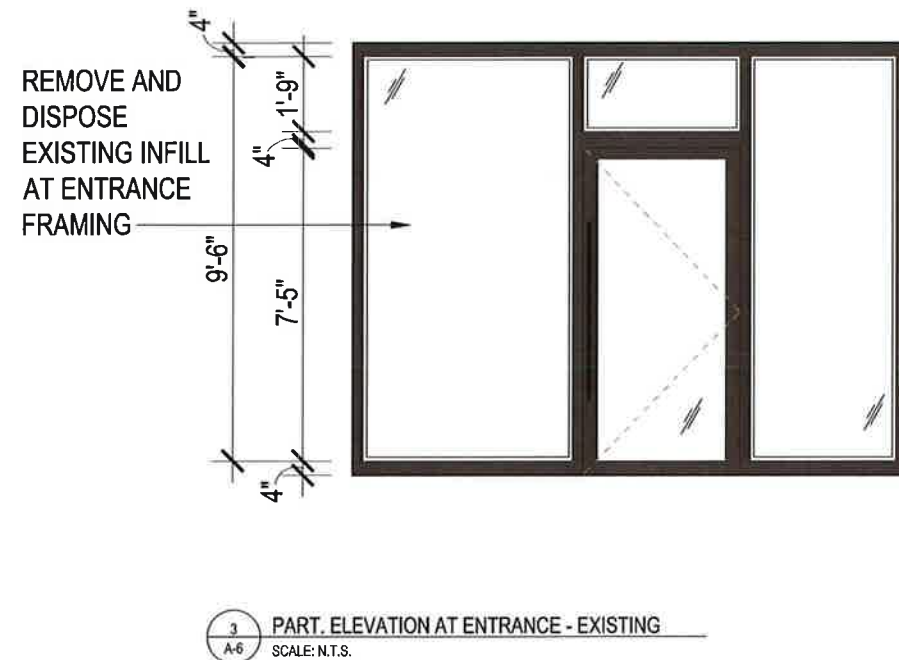 4"
REMOVE AND
DISPOSE
EXISTING INFILL
AT ENTRANCE
FRAMING
1'-9"
4"
9'-6"
7'-5"
4"
3
A-6
PART. ELEVATION AT ENTRANCE - EXISTING
SCALE: N.T.S.